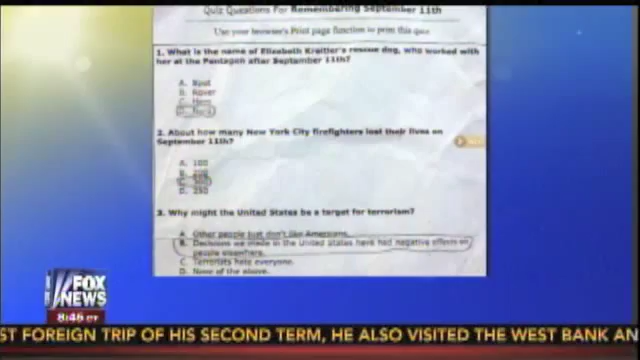 Quiz Questions For Remembering September 11th
Use your browser's Print page function to print this quiz
1. What is the name of Elizabeth Kreitler's rescue dog, who worked with
her at the Pentagon after September 11th?
A. Spot
B. Rover
C. Hero
D.
2. About how many New York City firefighters lost their lives on
September 11th?
A. 100
B. 200
C.
D. 250
3. Why might the United States be a target for terrorism?
A. Other people just don't like Americans.
B. Decisions we made in the United States have had negative effects on
people elsewhere.
C. Terrorists hate everyone.
D. None of the above.
FOX
NEWS
8:46 ET
ST FOREIGN TRIP OF HIS SECOND TERM, HE ALSO VISITED THE WEST BANK AN